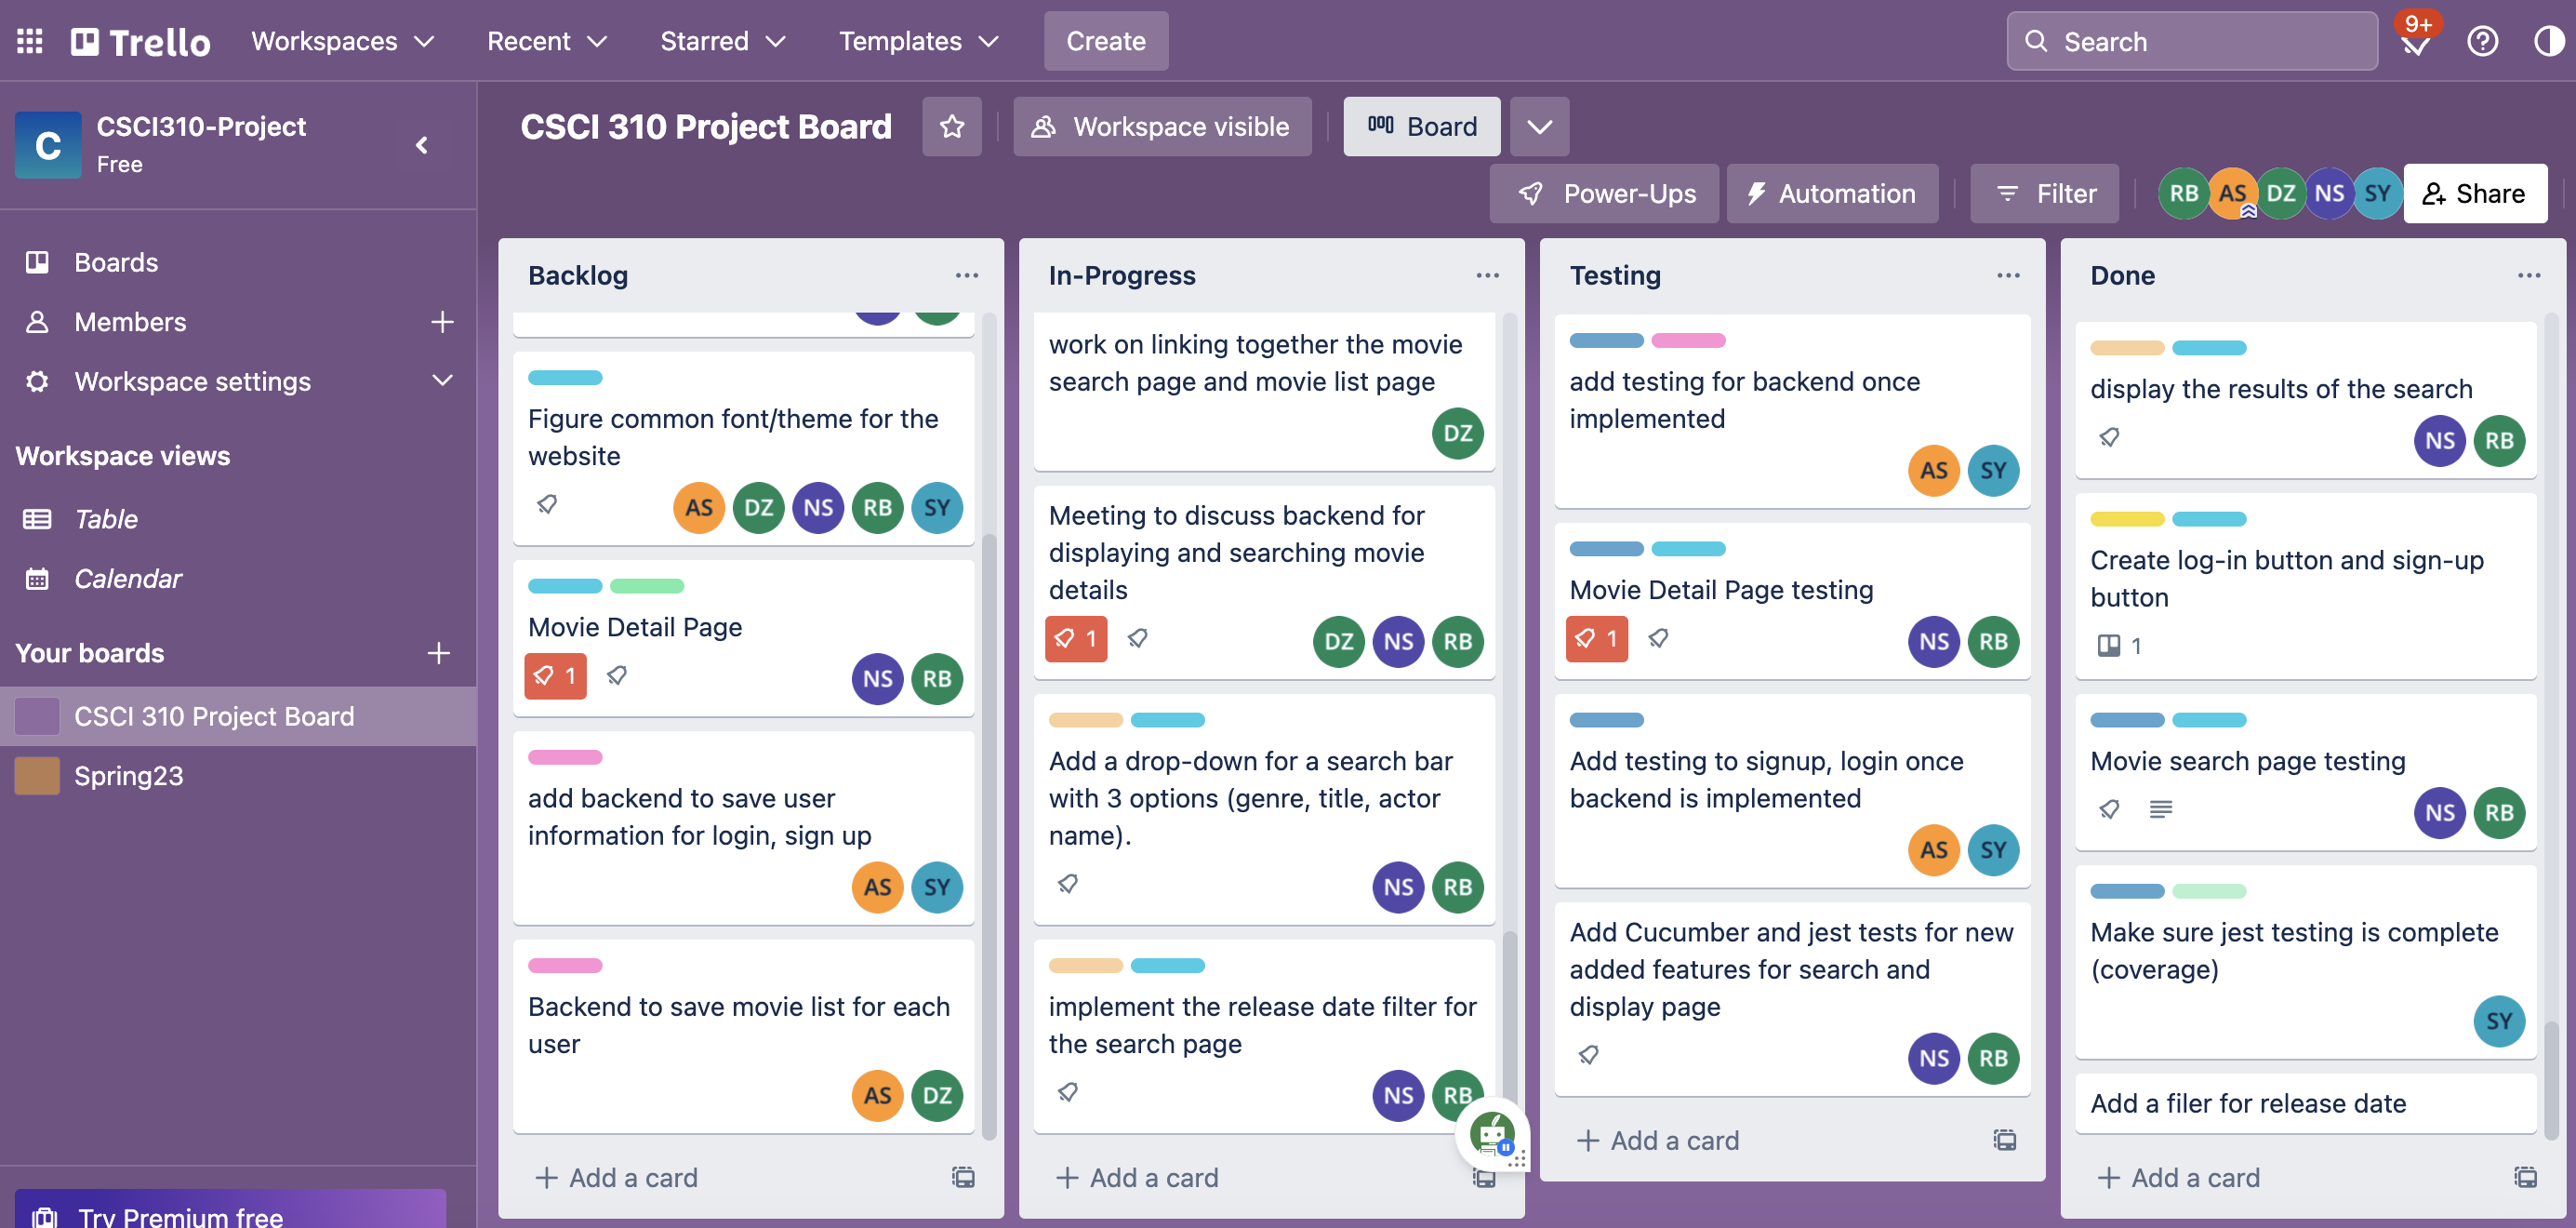 Trello
Workspaces
Recent
Starred
Templates
Create
Search
9+
C
CSCI310-Project
Free
Boards
Members
Workspace settings
Workspace views
Table
Calendar
Your boards
CSCI 310 Project Board
Spring23
Try Premium free
CSCI 310 Project Board
Workspace visible
Board
Power-Ups
Automation
Filter
RB AS DZ NS SY
Share
Backlog
Figure common font/theme for the
website
AS DZ NS RB SY
Movie Detail Page
1
NS RB
add backend to save user
information for login, sign up
AS SY
Backend to save movie list for each
user
AS DZ
Add a card
In-Progress
work on linking together the movie
search page and movie list page
DZ
Meeting to discuss backend for
displaying and searching movie
details
1
DZ NS RB
Add a drop-down for a search bar
with 3 options (genre, title, actor
name).
NS RB
implement the release date filter for
the search page
NS RB
Add a card
Testing
add testing for backend once
implemented
AS SY
Movie Detail Page testing
1
NS RB
Add testing to signup, login once
backend is implemented
AS SY
Add Cucumber and jest tests for new
added features for search and
display page
NS RB
Add a card
Done
display the results of the search
NS RB
Create log-in button and sign-up
button
1
Movie search page testing
NS RB
Make sure jest testing is complete
(coverage)
SY
Add a filer for release date
Add a card